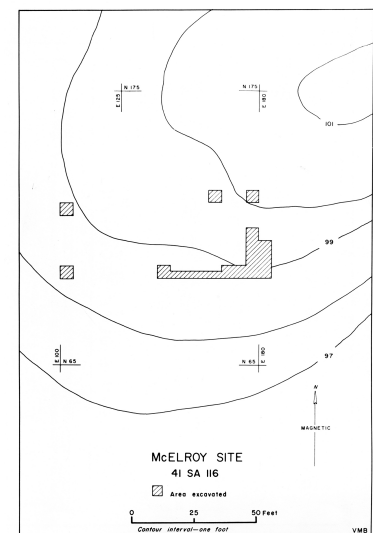 N 175
E 125
N 175
E 180
101
99
E 100
N 65
E 180
N 65
97
N
MAGNETIC
McELROY SITE
41 SA 116
Area excavated
0 25 50 Feet
Contour interval—one foot
VMB